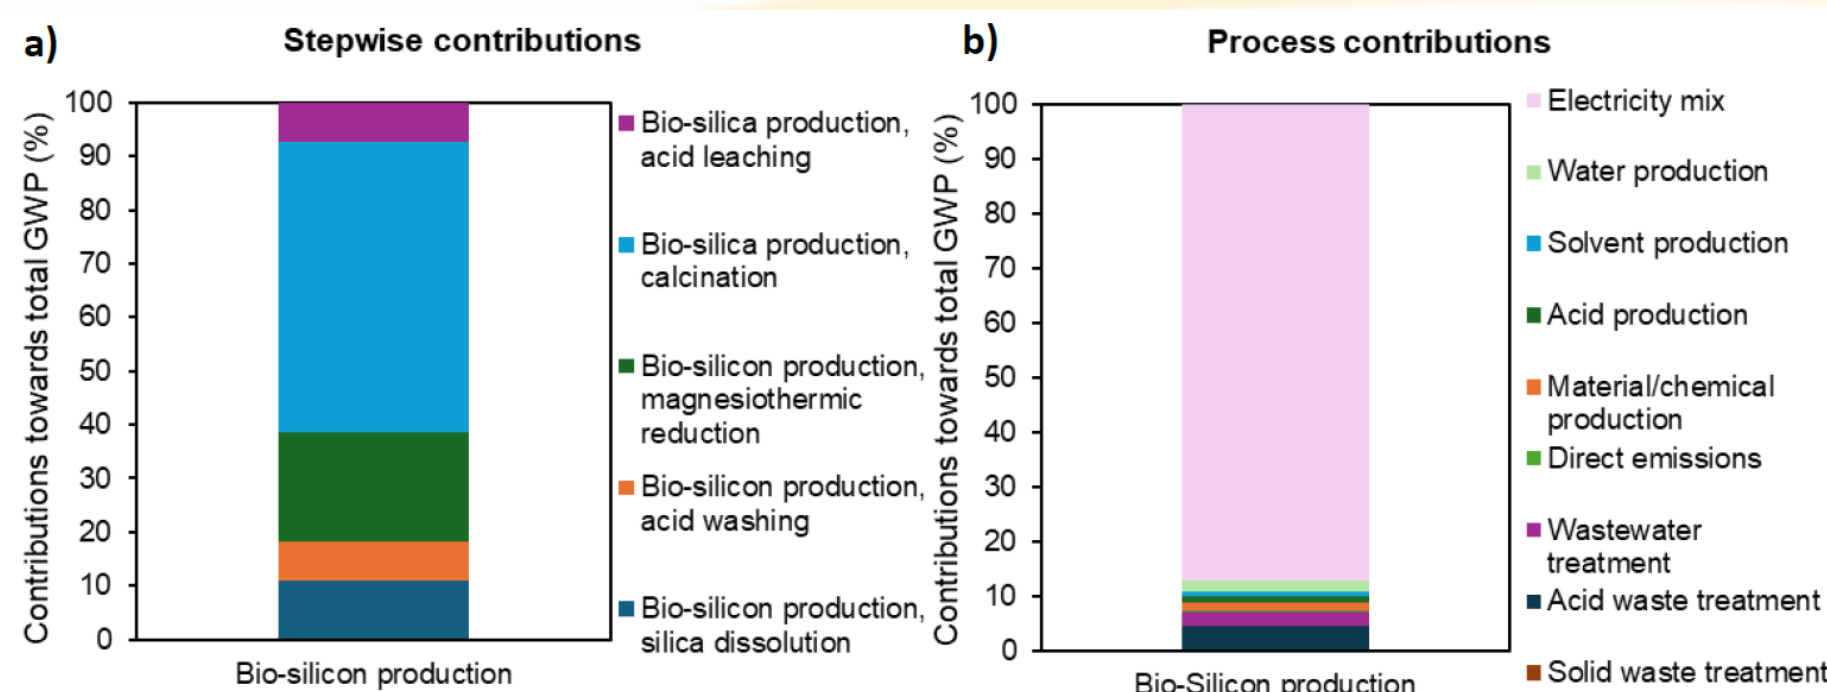 a)
Stepwise contributions
Contributions towards total GWP (%)
100
90
80
70
60
50
40
30
20
10
0
Bio-silicon production
Bio-silica production,
acid leaching
Bio-silica production,
calcination
Bio-silicon production,
magnesiothermic
reduction
Bio-silicon production,
acid washing
Bio-silicon production,
silica dissolution
b)
Process contributions
Contributions towards total GWP (%)
100
90
80
70
60
50
40
30
20
10
0
Bio-Silicon production
Electricity mix
Water production
Solvent production
Acid production
Material/chemical
production
Direct emissions
Wastewater
treatment
Acid waste treatment
Solid waste treatment